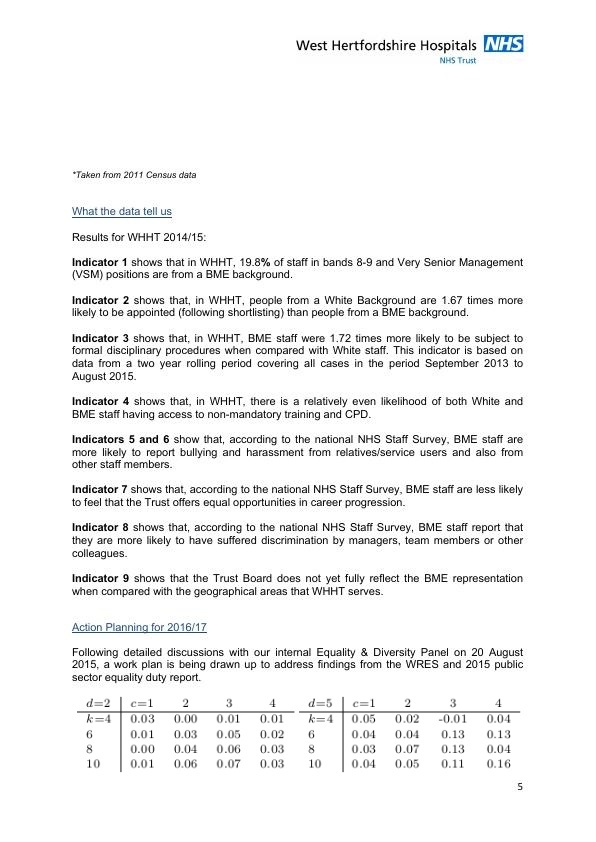 West Hertfordshire Hospitals NHS
NHS Trust
*Taken from 2011 Census data
What the data tell us
Results for WHHT 2014/15:
Indicator 1 shows that in WHHT, 19.8% of staff in bands 8-9 and Very Senior Management
(VSM) positions are from a BME background.
Indicator 2 shows that, in WHHT, people from a White Background are 1.67 times more
likely to be appointed (following shortlisting) than people from a BME background.
Indicator 3 shows that, in WHHT, BME staff were 1.72 times more likely to be subject to
formal disciplinary procedures when compared with White staff. This indicator is based on
data from a two year rolling period covering all cases in the period September 2013 to
August 2015.
Indicator 4 shows that, in WHHT, there is a relatively even likelihood of both White and
BME staff having access to non-mandatory training and CPD.
Indicators 5 and 6 show that, according to the national NHS Staff Survey, BME staff are
more likely to report bullying and harassment from relatives/service users and also from
other staff members.
Indicator 7 shows that, according to the national NHS Staff Survey, BME staff are less likely
to feel that the Trust offers equal opportunities in career progression.
Indicator 8 shows that, according to the national NHS Staff Survey, BME staff report that
they are more likely to have suffered discrimination by managers, team members or other
colleagues.
Indicator 9 shows that the Trust Board does not yet fully reflect the BME representation
when compared with the geographical areas that WHHT serves.
Action Planning for 2016/17
Following detailed discussions with our internal Equality & Diversity Panel on 20 August
2015, a work plan is being drawn up to address findings from the WRES and 2015 public
sector equality duty report.
d=2 c=1 2 3 4 d=5 c=1 2 3 4
k=4 0.03 0.00 0.01 0.01 k=4 0.05 0.02 -0.01 0.04
6 0.01 0.03 0.05 0.02 6 0.04 0.04 0.13 0.13
8 0.00 0.04 0.06 0.03 8 0.03 0.07 0.13 0.04
10 0.01 0.06 0.07 0.03 10 0.04 0.05 0.11 0.16
5